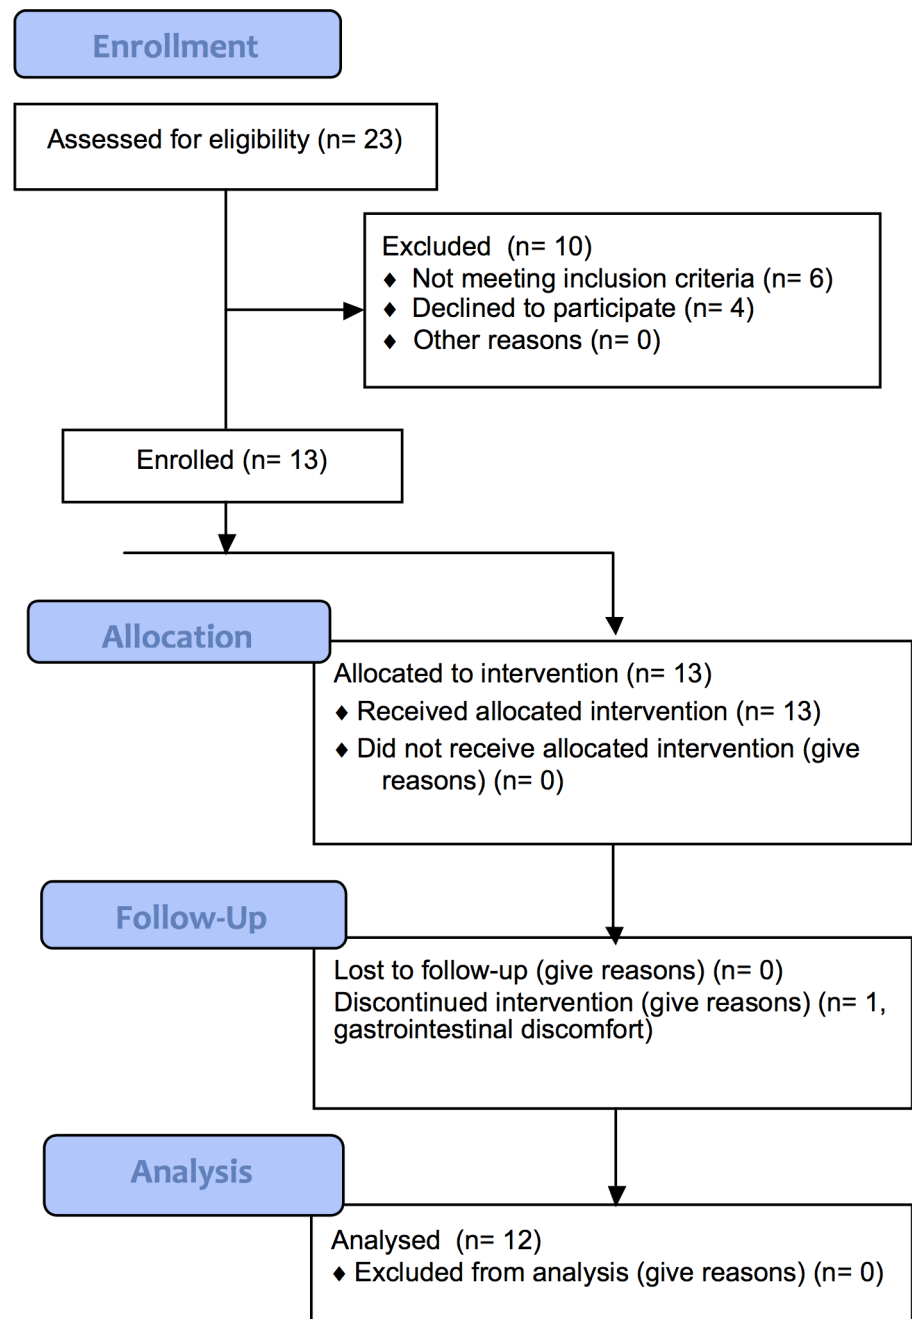 Enrollment
Assessed for eligibility (n= 23)
Excluded (n= 10)
♦ Not meeting inclusion criteria (n= 6)
♦ Declined to participate (n= 4)
♦ Other reasons (n= 0)
Enrolled (n= 13)
Allocation
Allocated to intervention (n= 13)
♦ Received allocated intervention (n= 13)
♦ Did not receive allocated intervention (give
reasons) (n= 0)
Follow-Up
Lost to follow-up (give reasons) (n= 0)
Discontinued intervention (give reasons) (n= 1,
gastrointestinal discomfort)
Analysis
Analysed (n= 12)
♦ Excluded from analysis (give reasons) (n= 0)